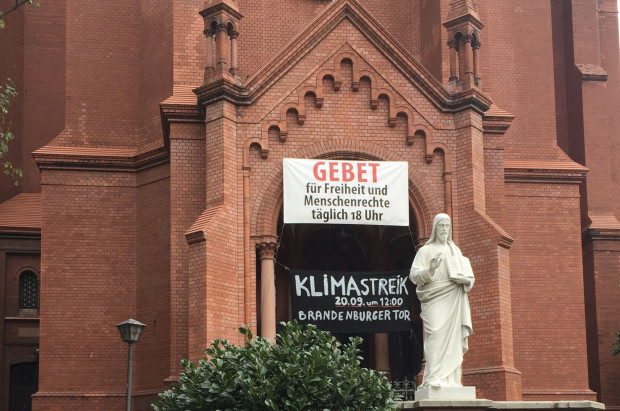 GEBET
für Freiheit und
Menschenrechte
täglich 18 Uhr
KLiMASTREiK
20.09. um 12:00
BRANDENBURGER TOR